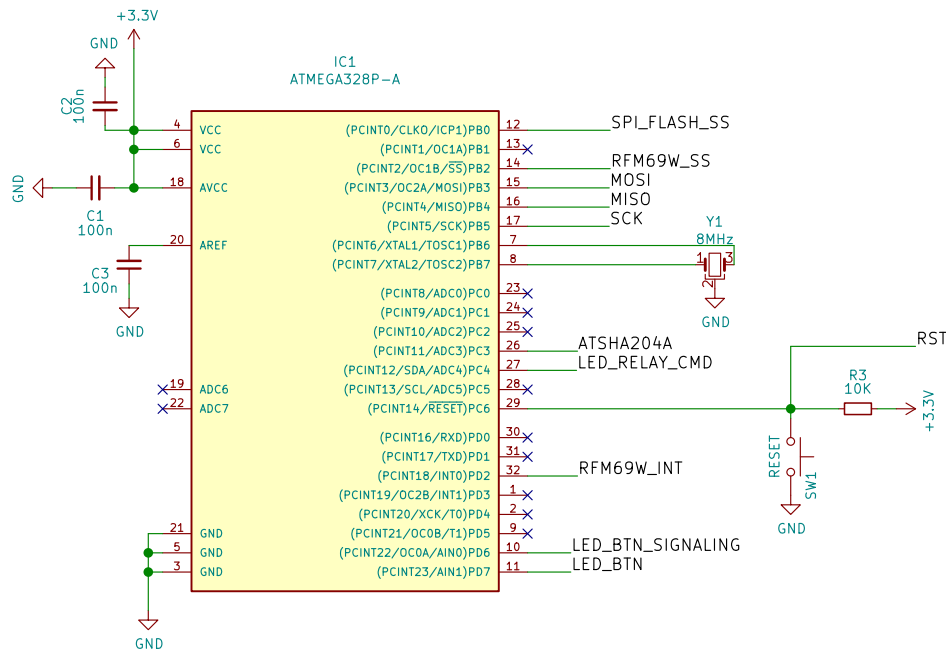 +3.3V
GND
C2
100n
GND
C1
100n
C3
100n
GND
IC1
ATMEGA328P-A
4 VCC
6 VCC
18 AVCC
20 AREF
19 ADC6
22 ADC7
21 GND
5 GND
3 GND
GND
(PCINT0/CLKO/ICP1)PB0 12 SPI_FLASH_SS
(PCINT1/OC1A)PB1 13
(PCINT2/OC1B/SS)PB2 14 RFM69W_SS
(PCINT3/OC2A/MOSI)PB3 15 MOSI
(PCINT4/MISO)PB4 16 MISO
(PCINT5/SCK)PB5 17 SCK
(PCINT6/XTAL1/TOSC1)PB6 7
(PCINT7/XTAL2/TOSC2)PB7 8
(PCINT8/ADC0)PC0 23
(PCINT9/ADC1)PC1 24
(PCINT10/ADC2)PC2 25
(PCINT11/ADC3)PC3 26 ATSHA204A
(PCINT12/SDA/ADC4)PC4 27 LED_RELAY_CMD
(PCINT13/SCL/ADC5)PC5 28
(PCINT14/RESET)PC6 29
(PCINT16/RXD)PD0 30
(PCINT17/TXD)PD1 31
(PCINT18/INT0)PD2 32 RFM69W_INT
(PCINT19/OC2B/INT1)PD3 1
(PCINT20/XCK/T0)PD4 2
(PCINT21/OC0B/T1)PD5 9
(PCINT22/OC0A/AIN0)PD6 10 LED_BTN_SIGNALING
(PCINT23/AIN1)PD7 11 LED_BTN
Y1
8MHz
1 3
2
GND
RST
R3
10K
+3.3V
RESET
SW1
GND